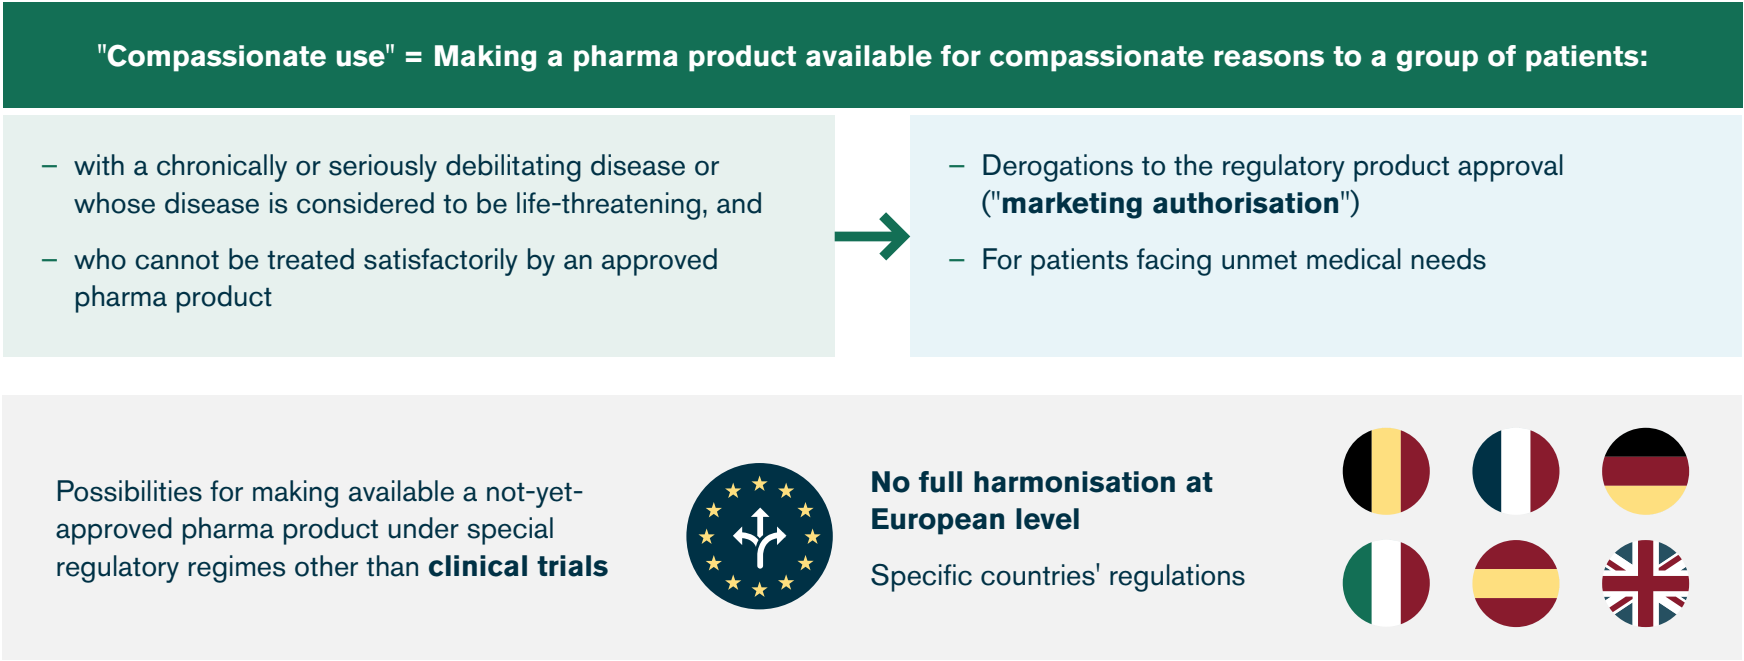 "Compassionate use" = Making a pharma product available for compassionate reasons to a group of patients:
– with a chronically or seriously debilitating disease or
whose disease is considered to be life-threatening, and
– who cannot be treated satisfactorily by an approved
pharma product
– Derogations to the regulatory product approval
("marketing authorisation")
– For patients facing unmet medical needs
Possibilities for making available a not-yet-
approved pharma product under special
regulatory regimes other than clinical trials
No full harmonisation at
European level
Specific countries' regulations